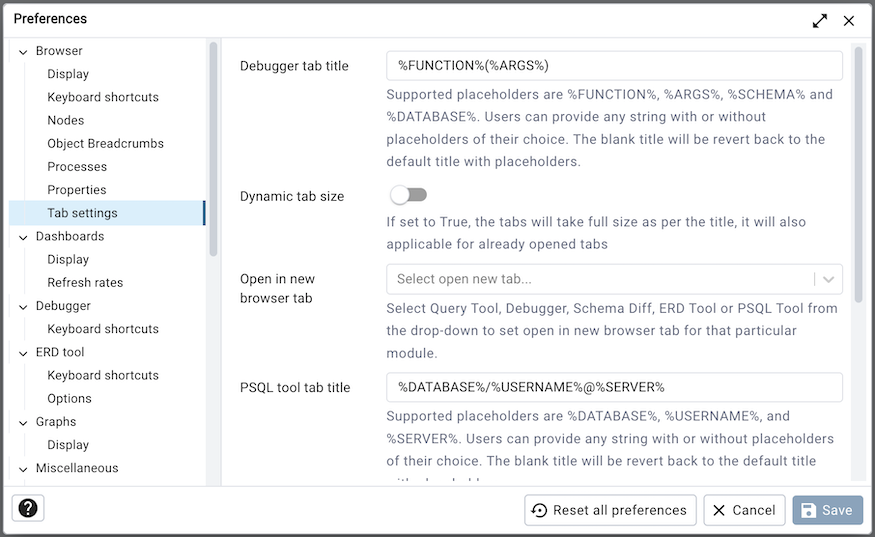 Preferences
Browser
Display
Keyboard shortcuts
Nodes
Object Breadcrumbs
Processes
Properties
Tab settings
Dashboards
Display
Refresh rates
Debugger
Keyboard shortcuts
ERD tool
Keyboard shortcuts
Options
Graphs
Display
Miscellaneous
Debugger tab title
%FUNCTION%(%ARGS%)
Supported placeholders are %FUNCTION%, %ARGS%, %SCHEMA% and
%DATABASE%. Users can provide any string with or without
placeholders of their choice. The blank title will be revert back to the
default title with placeholders.
Dynamic tab size
If set to True, the tabs will take full size as per the title, it will also
applicable for already opened tabs
Open in new
browser tab
Select open new tab...
Select Query Tool, Debugger, Schema Diff, ERD Tool or PSQL Tool from
the drop-down to set open in new browser tab for that particular
module.
PSQL tool tab title
%DATABASE%/%USERNAME%@%SERVER%
Supported placeholders are %DATABASE%, %USERNAME%, and
%SERVER%. Users can provide any string with or without placeholders
of their choice. The blank title will be revert back to the default title
?
Reset all preferences
Cancel
Save